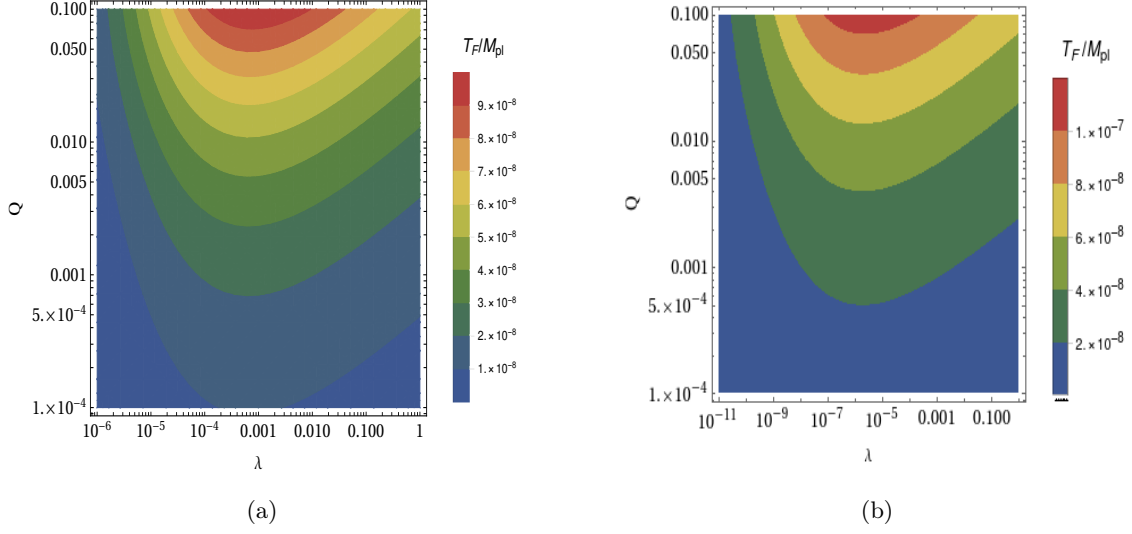 0.100
0.050
0.010
0.005
0.001
5.×10⁻⁴
1.×10⁻⁴
Q
10⁻⁶ 10⁻⁵ 10⁻⁴ 0.001 0.010 0.100 1
λ
T_F/M_pl
9.×10⁻⁸
8.×10⁻⁸
7.×10⁻⁸
6.×10⁻⁸
5.×10⁻⁸
4.×10⁻⁸
3.×10⁻⁸
2.×10⁻⁸
1.×10⁻⁸
(a)
0.100
0.050
0.010
0.005
0.001
5.×10⁻⁴
1.×10⁻⁴
Q
10⁻¹¹ 10⁻⁹ 10⁻⁷ 10⁻⁵ 0.001 0.100
λ
T_F/M_pl
1.×10⁻⁷
8.×10⁻⁸
6.×10⁻⁸
4.×10⁻⁸
2.×10⁻⁸
(b)